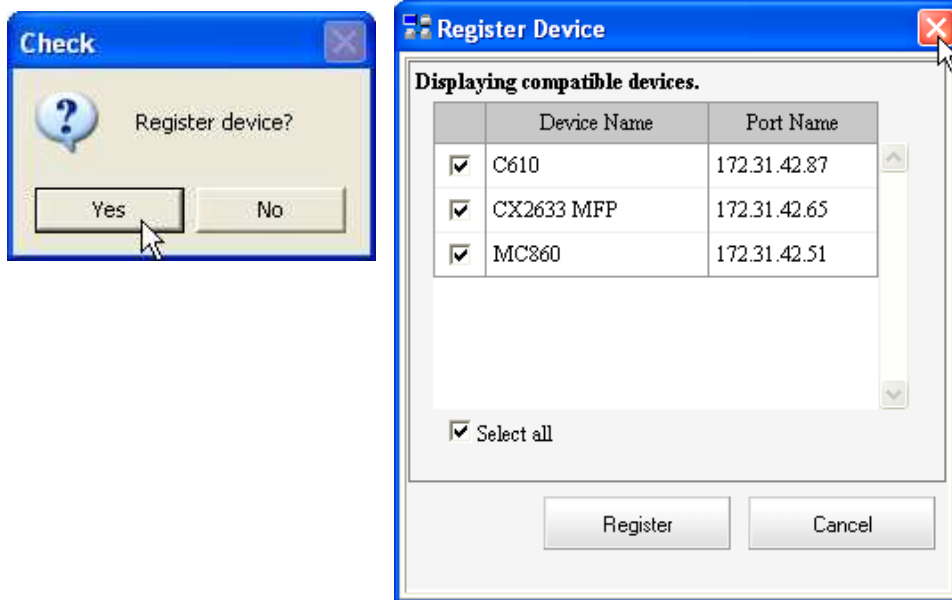 Check
Register device?
Yes No
Register Device
Displaying compatible devices.
Device Name Port Name
C610 172.31.42.87
CX2633 MFP 172.31.42.65
MC860 172.31.42.51
Select all
Register Cancel